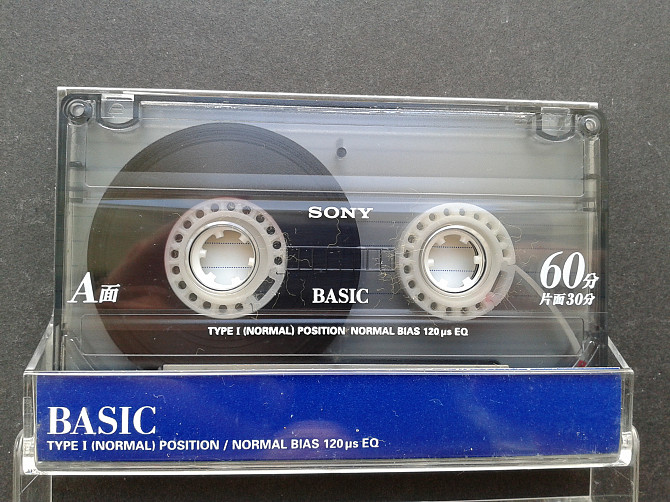 SONY
A面
BASIC
60分
片面30分
TYPE I (NORMAL) POSITION NORMAL BIAS 120μs EQ
BASIC
TYPE I (NORMAL) POSITION / NORMAL BIAS 120μs EQ